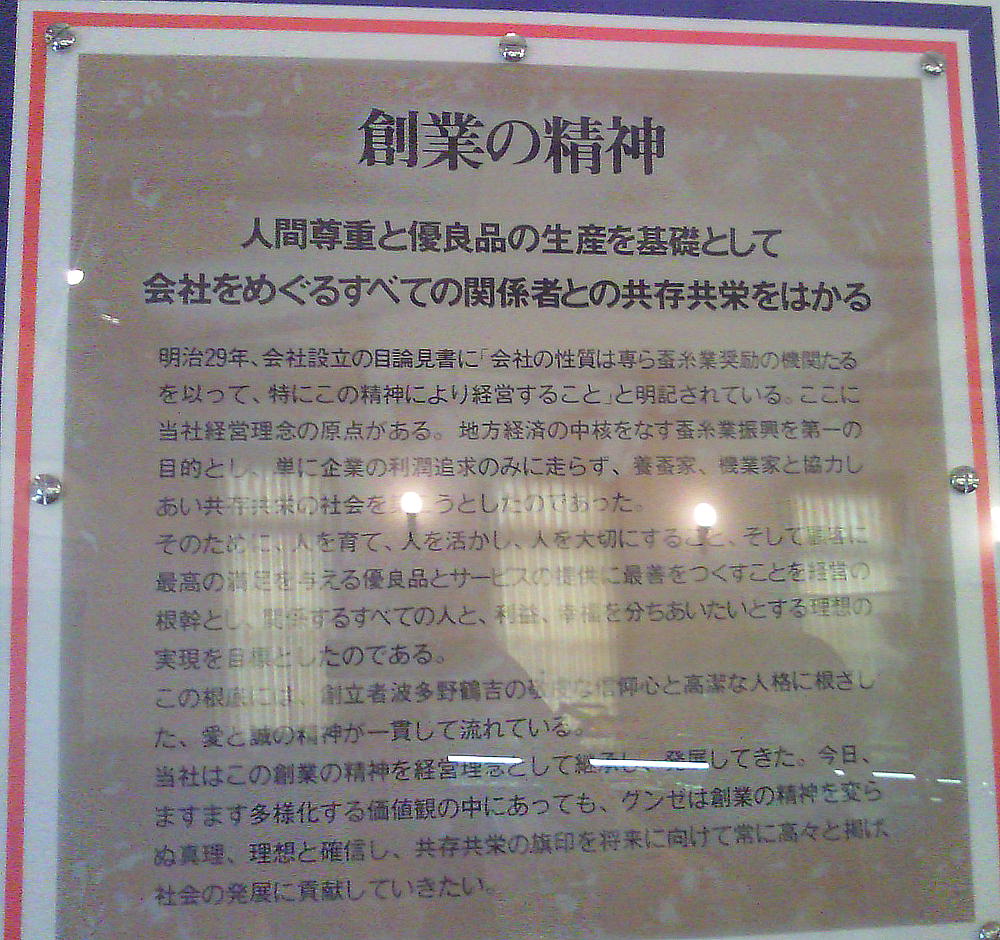 創業の精神
人間尊重と優良品の生産を基礎として
会社をめぐるすべての関係者との共存共栄をはかる
明治29年、会社設立の目論見書に「会社の性質は専ら蚕糸業奨励の機関たる
を以って、特にこの精神により経営すること」と明記されている。ここに
当社経営理念の原点がある。地方経済の中核をなす蚕糸業振興を第一の
目的とし、単に企業の利潤追求のみに走らず、養蚕家、機業家と協力し
あい共存共栄の社会を うとしたのであった。
そのために、人を育て、人を活かし、人を大切にすること、そして顧客に
最高の満足を与える優良品とサービスの提供に最善をつくすことを経営の
根幹とし、関係するすべての人と、利益、幸福を分ちあいたいとする理想の
実現を目標としたのである。
この根底には、創立者波多野鶴吉の敬虔な信仰心と高潔な人格に根ざし
た、愛と誠の精神が一貫して流れている。
当社はこの創業の精神を経営理念として継承し、発展してきた。今日、
ますます多様化する価値観の中にあっても、グンゼは創業の精神を変ら
ぬ真理、理想と確信し、共存共栄の旗印を将来に向けて常に高々と掲げ、
社会の発展に貢献していきたい。